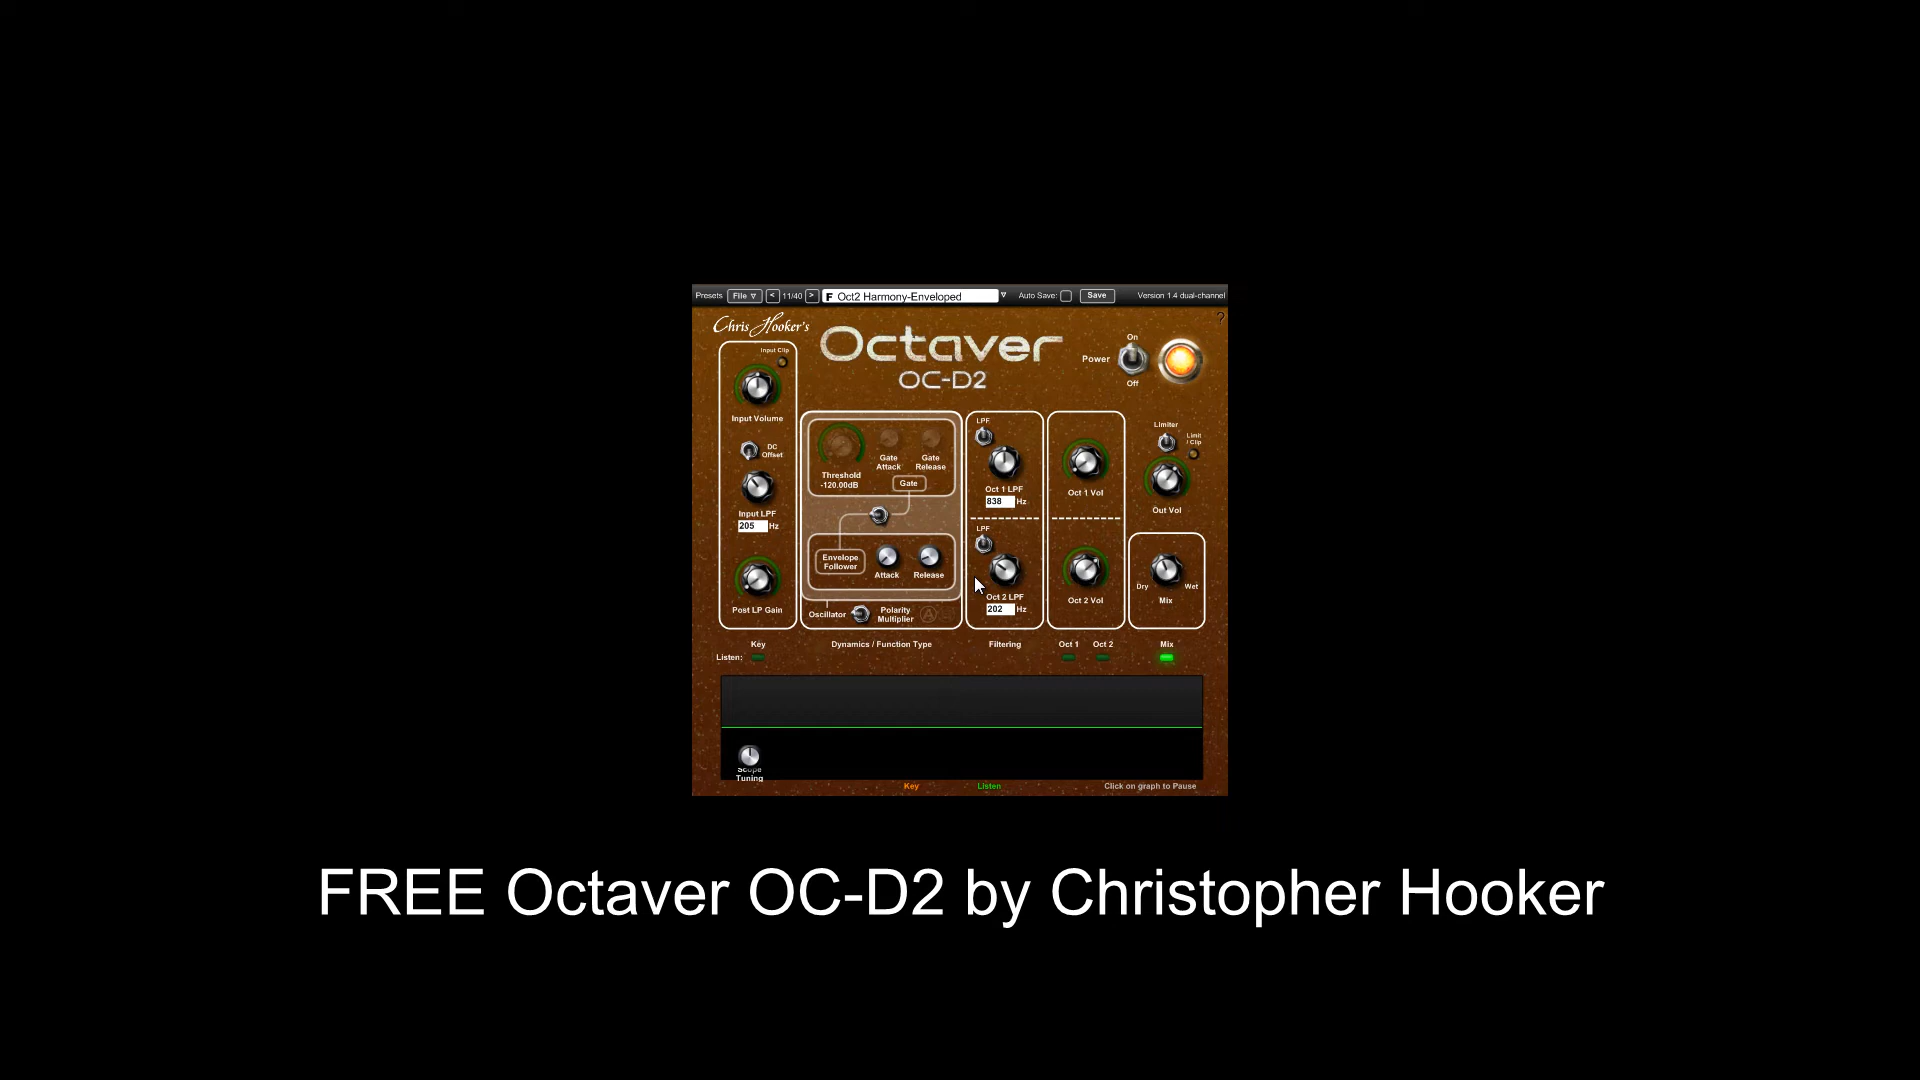 Presets File ▽ < 11/40 > F Oct2 Harmony-Enveloped ▽ Auto Save: Save Version 1.4 dual-channel
?
Chris Hooker's
Octaver
OC-D2
Power
On
Off
Input Clip
Input Volume
DC
Offset
Input LPF
205 Hz
Post LP Gain
Threshold
-120.00dB
Gate
Attack
Gate
Release
Gate
Envelope
Follower
Attack
Release
Oscillator
Polarity
Multiplier
A
LPF
Oct 1 LPF
838 Hz
LPF
Oct 2 LPF
202 Hz
Oct 1 Vol
Oct 2 Vol
Limiter
Limit
/ Clip
Out Vol
Dry
Wet
Mix
Key
Dynamics / Function Type
Filtering
Oct 1
Oct 2
Mix
Listen:
Scope
Tuning
Key
Listen
Click on graph to Pause
FREE Octaver OC-D2 by Christopher Hooker